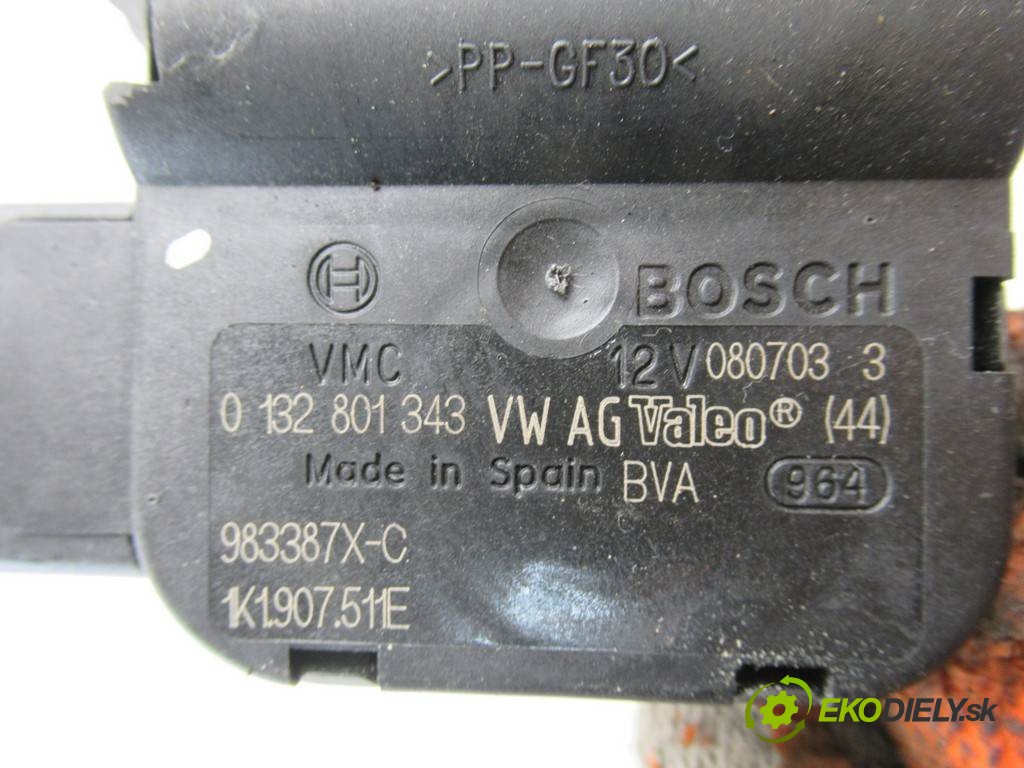 >PP-GF30<
BOSCH
VMC 12V 080703 3
0 132 801 343 VW AG Valeo® (44)
Made in Spain BVA 964
983387X-C
1K1.907.511E
EKODIELY.sk